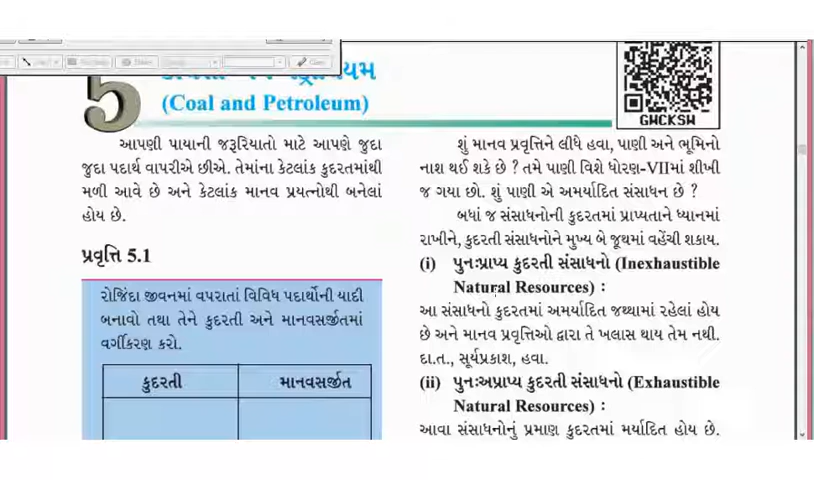 5
(Coal and Petroleum)
GWCKSW
આપણી પાયાની જરૂરિયાતો માટે આપણે જુદા
જુદા પદાર્થ વાપરીએ છીએ. તેમાંના કેટલાંક કુદરતમાંથી
મળી આવે છે અને કેટલાંક માનવ પ્રયત્નોથી બનેલાં
હોય છે.
પ્રવૃત્તિ 5.1
રોજિંદા જીવનમાં વપરાતાં વિવિધ પદાર્થોની યાદી
બનાવો તથા તેને કુદરતી અને માનવસર્જીતમાં
વર્ગીકરણ કરો.
કુદરતી માનવસર્જીત
શું માનવ પ્રવૃત્તિને લીધે હવા, પાણી અને ભૂમિનો
નાશ થઈ શકે છે ? તમે પાણી વિશે ધોરણ-VIIમાં શીખી
જ ગયા છો. શું પાણી એ અમર્યાદિત સંસાધન છે ?
બધાં જ સંસાધનોની કુદરતમાં પ્રાપ્યતાને ધ્યાનમાં
રાખીને, કુદરતી સંસાધનોને મુખ્ય બે જૂથમાં વહેંચી શકાય.
(i) પુનઃપ્રાપ્ય કુદરતી સંસાધનો (Inexhaustible
Natural Resources) :
આ સંસાધનો કુદરતમાં અમર્યાદિત જથ્થામાં રહેલાં હોય
છે અને માનવ પ્રવૃત્તિઓ દ્વારા તે ખલાસ થાય તેમ નથી.
દા.ત., સૂર્યપ્રકાશ, હવા.
(ii) પુનઃઅપ્રાપ્ય કુદરતી સંસાધનો (Exhaustible
Natural Resources) :
આવા સંસાધનોનું પ્રમાણ કુદરતમાં મર્યાદિત હોય છે.